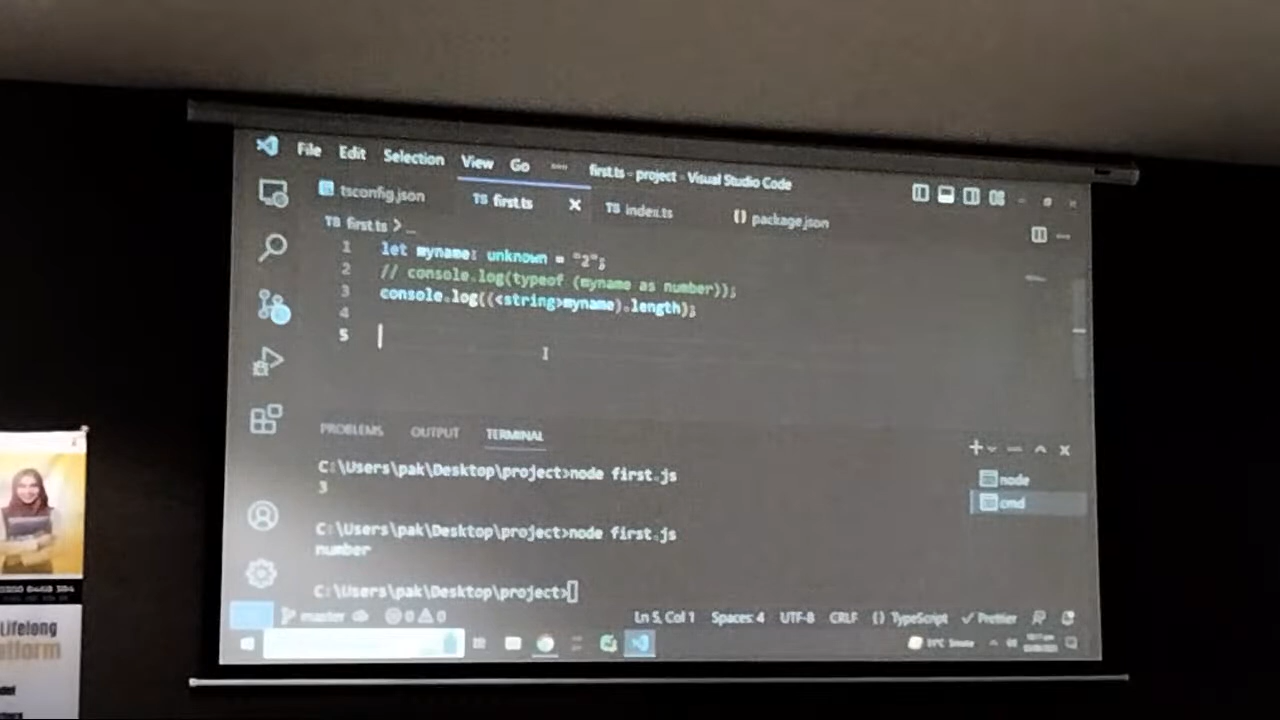 File Edit Selection View Go ... first.ts - project - Visual Studio Code
tsconfig.json TS first.ts × TS index.ts {} package.json
TS first.ts > ...
1 let myname: unknown = "2";
2 // console.log(typeof (myname as number));
3 console.log((<string>myname).length);
4
5
PROBLEMS OUTPUT TERMINAL
C:\Users\pak\Desktop\project>node first.js
3
C:\Users\pak\Desktop\project>node first.js
number
C:\Users\pak\Desktop\project>
node
cmd
master 0 0 Ln 5, Col 1 Spaces: 4 UTF-8 CRLF {} TypeScript Prettier
31°C Smoke
Lifelong